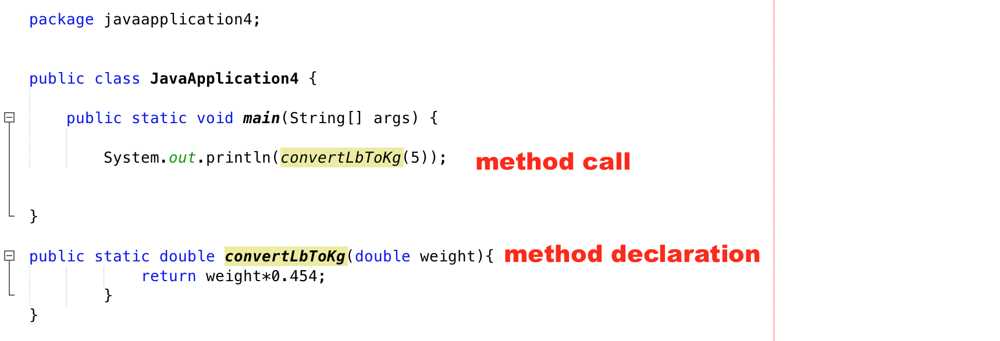 package javaapplication4;
public class JavaApplication4 {
public static void main(String[] args) {
System.out.println(convertLbToKg(5)); method call
}
public static double convertLbToKg(double weight){ method declaration
return weight*0.454;
}
}